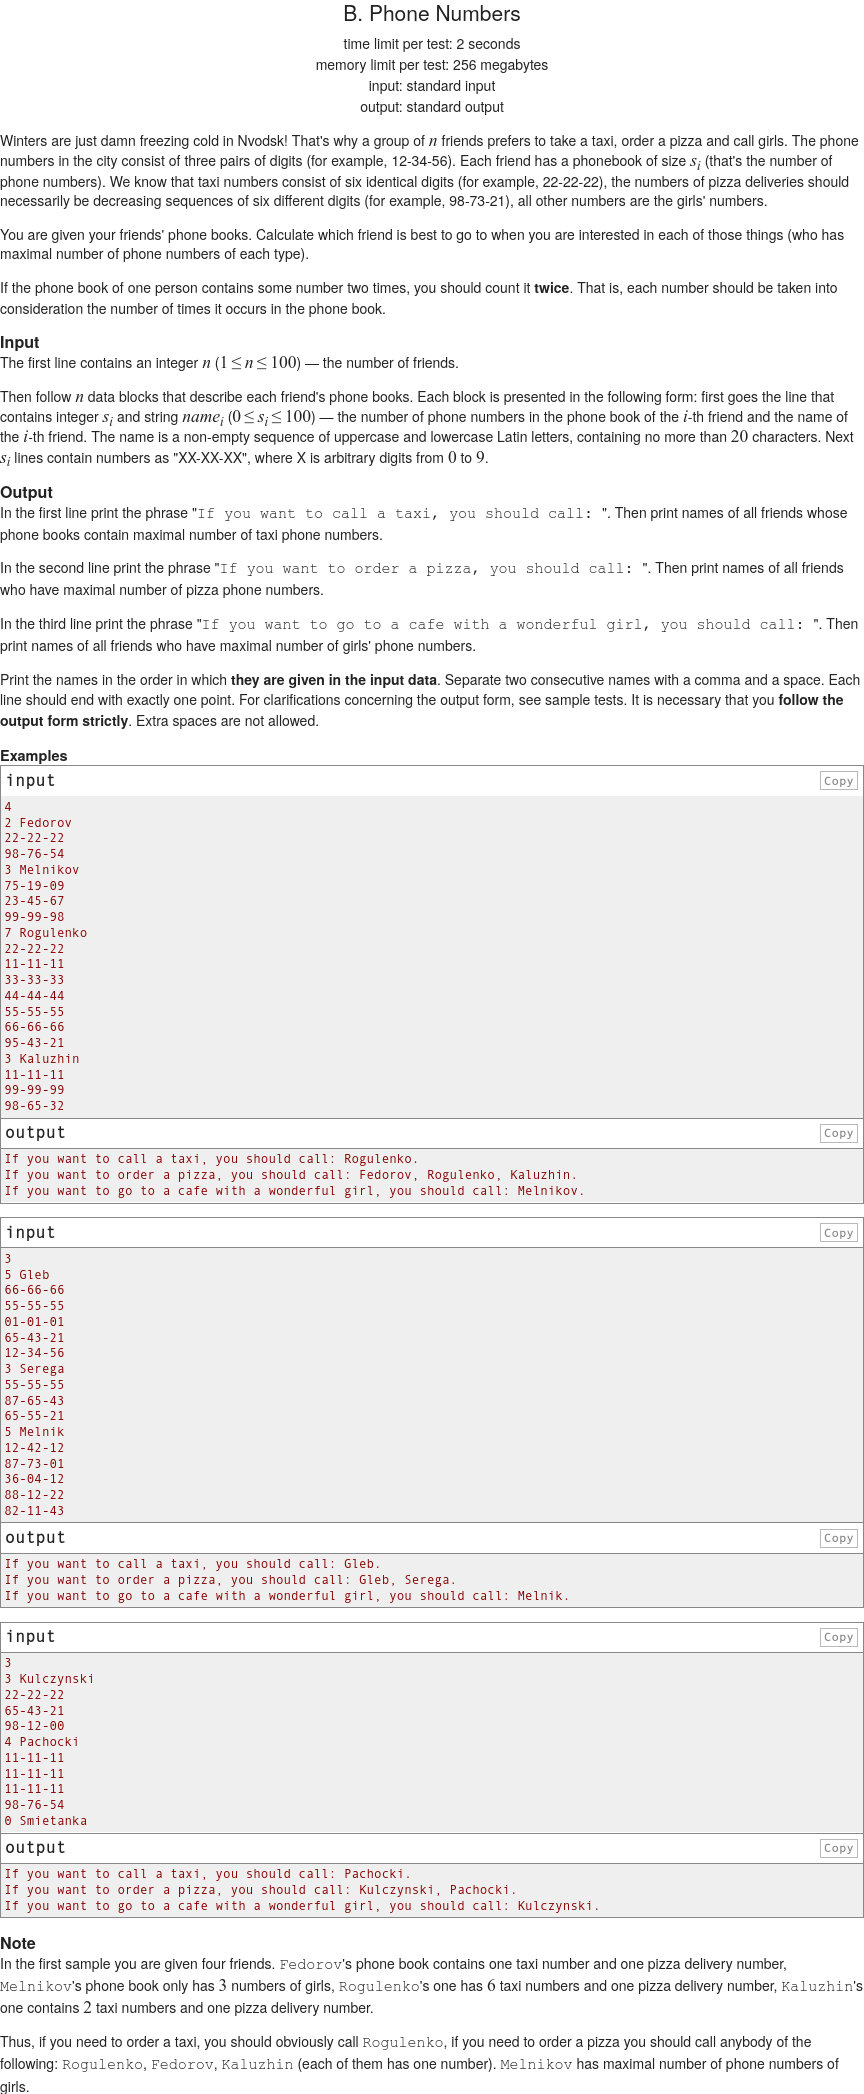 B. Phone Numbers
time limit per test: 2 seconds
memory limit per test: 256 megabytes
input: standard input
output: standard output
Winters are just damn freezing cold in Nvodsk! That's why a group of n friends prefers to take a taxi, order a pizza and call girls. The phone
numbers in the city consist of three pairs of digits (for example, 12-34-56). Each friend has a phonebook of size s_i (that's the number of
phone numbers). We know that taxi numbers consist of six identical digits (for example, 22-22-22), the numbers of pizza deliveries should
necessarily be decreasing sequences of six different digits (for example, 98-73-21), all other numbers are the girls' numbers.
You are given your friends' phone books. Calculate which friend is best to go to when you are interested in each of those things (who has
maximal number of phone numbers of each type).
If the phone book of one person contains some number two times, you should count it twice. That is, each number should be taken into
consideration the number of times it occurs in the phone book.
Input
The first line contains an integer n (1 ≤ n ≤ 100) — the number of friends.
Then follow n data blocks that describe each friend's phone books. Each block is presented in the following form: first goes the line that
contains integer s_i and string name_i (0 ≤ s_i ≤ 100) — the number of phone numbers in the phone book of the i-th friend and the name of
the i-th friend. The name is a non-empty sequence of uppercase and lowercase Latin letters, containing no more than 20 characters. Next
s_i lines contain numbers as "XX-XX-XX", where X is arbitrary digits from 0 to 9.
Output
In the first line print the phrase "If you want to call a taxi, you should call: ". Then print names of all friends whose
phone books contain maximal number of taxi phone numbers.
In the second line print the phrase "If you want to order a pizza, you should call: ". Then print names of all friends
who have maximal number of pizza phone numbers.
In the third line print the phrase "If you want to go to a cafe with a wonderful girl, you should call: ". Then
print names of all friends who have maximal number of girls' phone numbers.
Print the names in the order in which they are given in the input data. Separate two consecutive names with a comma and a space. Each
line should end with exactly one point. For clarifications concerning the output form, see sample tests. It is necessary that you follow the
output form strictly. Extra spaces are not allowed.
Examples
input Copy
4
2 Fedorov
22-22-22
98-76-54
3 Melnikov
75-19-09
23-45-67
99-99-98
7 Rogulenko
22-22-22
11-11-11
33-33-33
44-44-44
55-55-55
66-66-66
95-43-21
3 Kaluzhin
11-11-11
99-99-99
98-65-32
output Copy
If you want to call a taxi, you should call: Rogulenko.
If you want to order a pizza, you should call: Fedorov, Rogulenko, Kaluzhin.
If you want to go to a cafe with a wonderful girl, you should call: Melnikov.
input Copy
3
5 Gleb
66-66-66
55-55-55
01-01-01
65-43-21
12-34-56
3 Serega
55-55-55
87-65-43
65-55-21
5 Melnik
12-42-12
87-73-01
36-04-12
88-12-22
82-11-43
output Copy
If you want to call a taxi, you should call: Gleb.
If you want to order a pizza, you should call: Gleb, Serega.
If you want to go to a cafe with a wonderful girl, you should call: Melnik.
input Copy
3
3 Kulczynski
22-22-22
65-43-21
98-12-00
4 Pachocki
11-11-11
11-11-11
11-11-11
98-76-54
0 Smietanka
output Copy
If you want to call a taxi, you should call: Pachocki.
If you want to order a pizza, you should call: Kulczynski, Pachocki.
If you want to go to a cafe with a wonderful girl, you should call: Kulczynski.
Note
In the first sample you are given four friends. Fedorov's phone book contains one taxi number and one pizza delivery number,
Melnikov's phone book only has 3 numbers of girls, Rogulenko's one has 6 taxi numbers and one pizza delivery number, Kaluzhin's
one contains 2 taxi numbers and one pizza delivery number.
Thus, if you need to order a taxi, you should obviously call Rogulenko, if you need to order a pizza you should call anybody of the
following: Rogulenko, Fedorov, Kaluzhin (each of them has one number). Melnikov has maximal number of phone numbers of
girls.